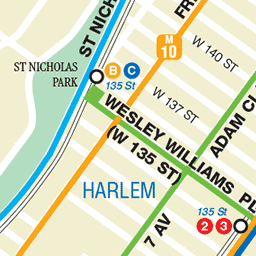 ST NICH
FR
M
10
W 140 ST
ST NICHOLAS
PARK
B C
135 St
W 137 ST
ADAM C
WESLEY WILLIAMS PL
(W 135 ST)
HARLEM
7 AV
135 St
2 3